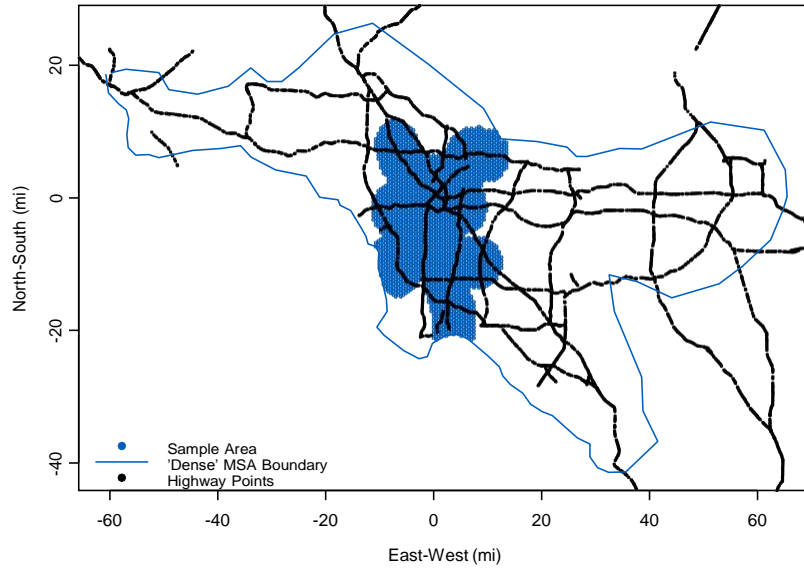 20
0
-20
-40
North-South (mi)
Sample Area
'Dense' MSA Boundary
Highway Points
-60 -40 -20 0 20 40 60
East-West (mi)